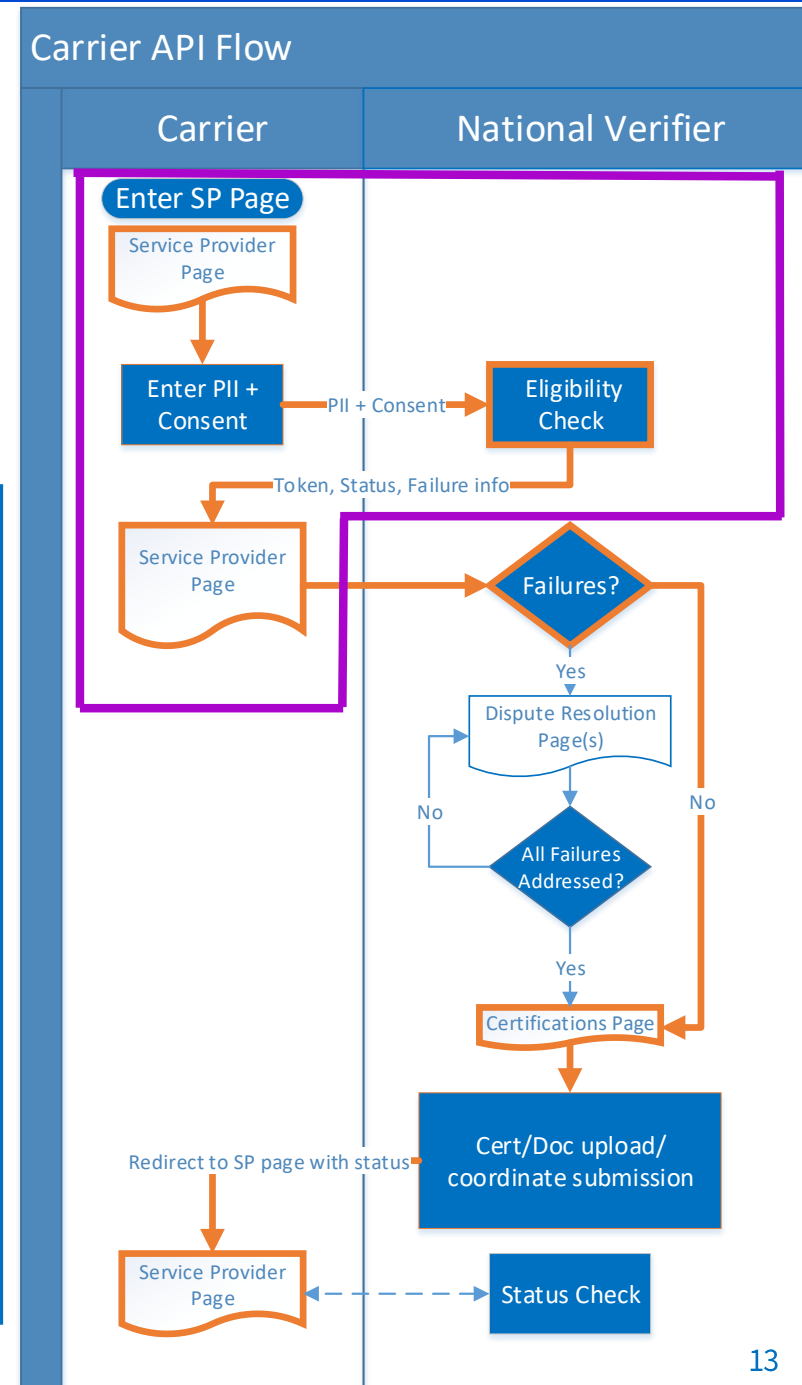 Carrier API Flow
Carrier
National Verifier
Enter SP Page
Service Provider
Page
Enter PII +
Consent
PII + Consent
Eligibility
Check
Token, Status, Failure info
Service Provider
Page
Failures?
Yes
Dispute Resolution
Page(s)
No
No
All Failures
Addressed?
Yes
Certifications Page
Cert/Doc upload/
coordinate submission
Redirect to SP page with status
Service Provider
Page
Status Check
13